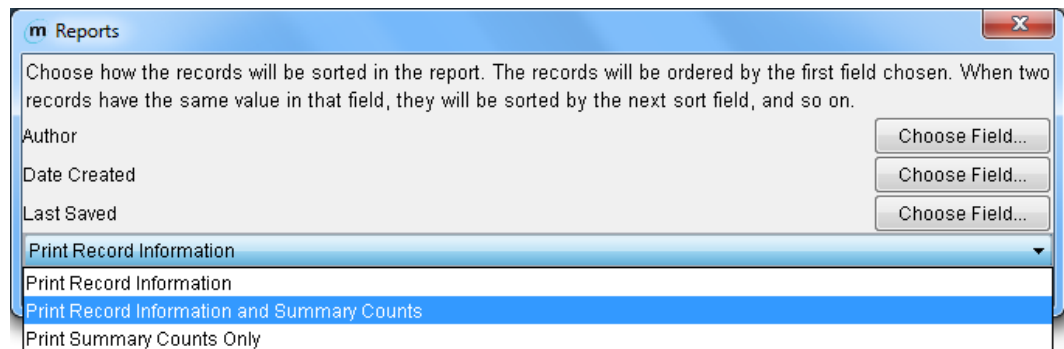 m Reports
Choose how the records will be sorted in the report. The records will be ordered by the first field chosen. When two
records have the same value in that field, they will be sorted by the next sort field, and so on.
Author Choose Field...
Date Created Choose Field...
Last Saved Choose Field...
Print Record Information
Print Record Information
Print Record Information and Summary Counts
Print Summary Counts Only